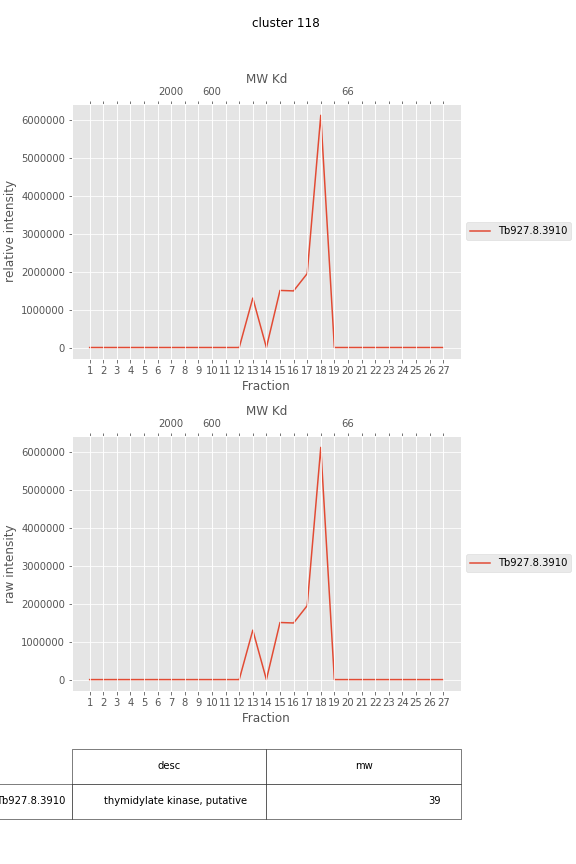 cluster 118
MW Kd
2000 600 66
6000000
5000000
4000000
3000000
2000000
1000000
0
relative intensity
Tb927.8.3910
1 2 3 4 5 6 7 8 9 10 11 12 13 14 15 16 17 18 19 20 21 22 23 24 25 26 27
Fraction
MW Kd
2000 600 66
6000000
5000000
4000000
3000000
2000000
1000000
0
raw intensity
Tb927.8.3910
1 2 3 4 5 6 7 8 9 10 11 12 13 14 15 16 17 18 19 20 21 22 23 24 25 26 27
Fraction
desc mw
Tb927.8.3910 thymidylate kinase, putative 39